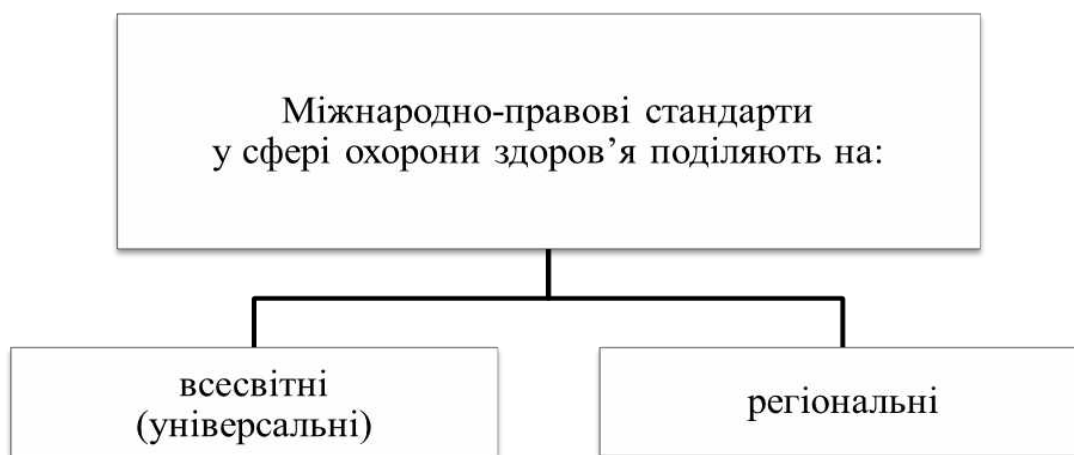 Міжнародно-правові стандарти
у сфері охорони здоров’я поділяють на:
всесвітні
(універсальні)
регіональні